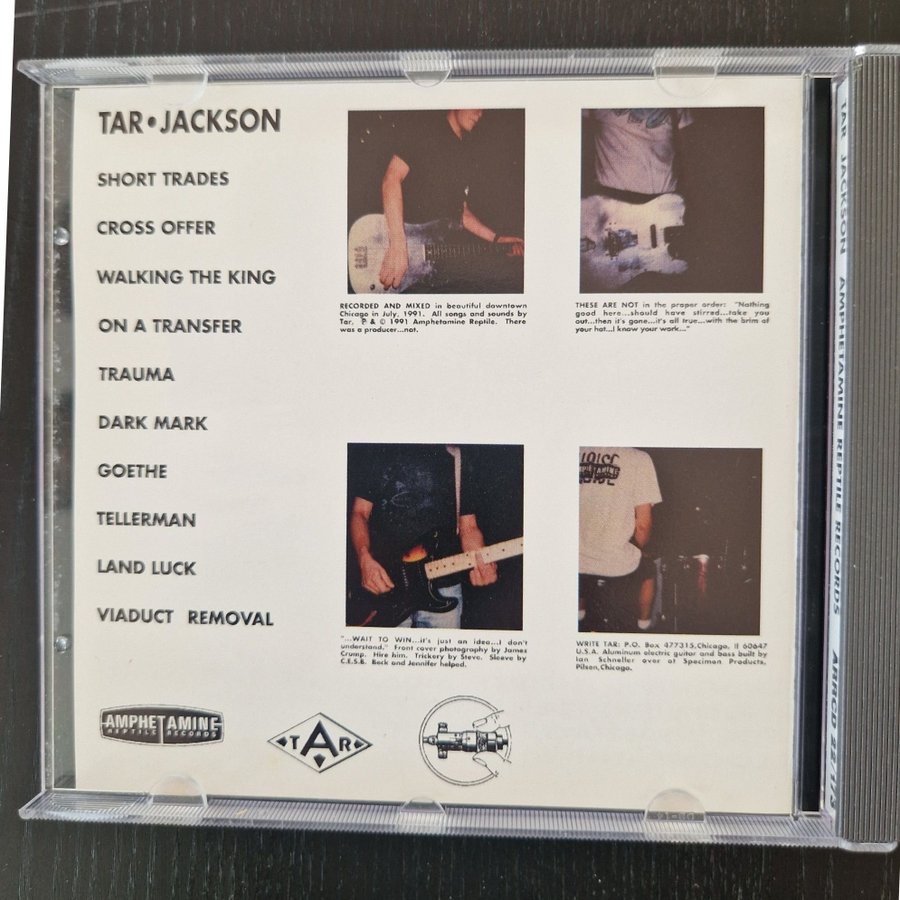 TAR • JACKSON
SHORT TRADES
CROSS OFFER
WALKING THE KING
ON A TRANSFER
TRAUMA
DARK MARK
GOETHE
TELLERMAN
LAND LUCK
VIADUCT REMOVAL
RECORDED AND MIXED in beautiful downtown
Chicago in July, 1991. All songs and sounds by
Tar, ℗ & © 1991 Amphetamine Reptile. There
was a producer...not.
THESE ARE NOT in the proper order: "Nothing
good here...should have stirred...take you
out...then it's gone...it's all true...with the brim of
your hat...I know your work..."
"...WAIT TO WIN...it's just an idea...I don't
understand." Front cover photography by James
Crump. Hire him. Trickery by Steve. Sleeve by
C.E.S.B. Beck and Jennifer helped.
WRITE TAR: P.O. Box 477315,Chicago, Il 60647
U.S.A. Aluminum electric guitar and bass built by
Ian Schneller over at Specimen Products,
Pilsen,Chicago.
AMPHETAMINE
REPTILE RECORDS
TAR
TAR JACKSON AMPHETAMINE REPTILE RECORDS ARRCD 22/173